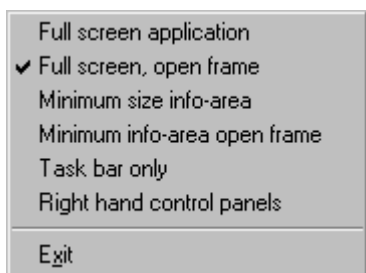 Full screen application
Full screen, open frame
Minimum size info-area
Minimum info-area open frame
Task bar only
Right hand control panels
Exit